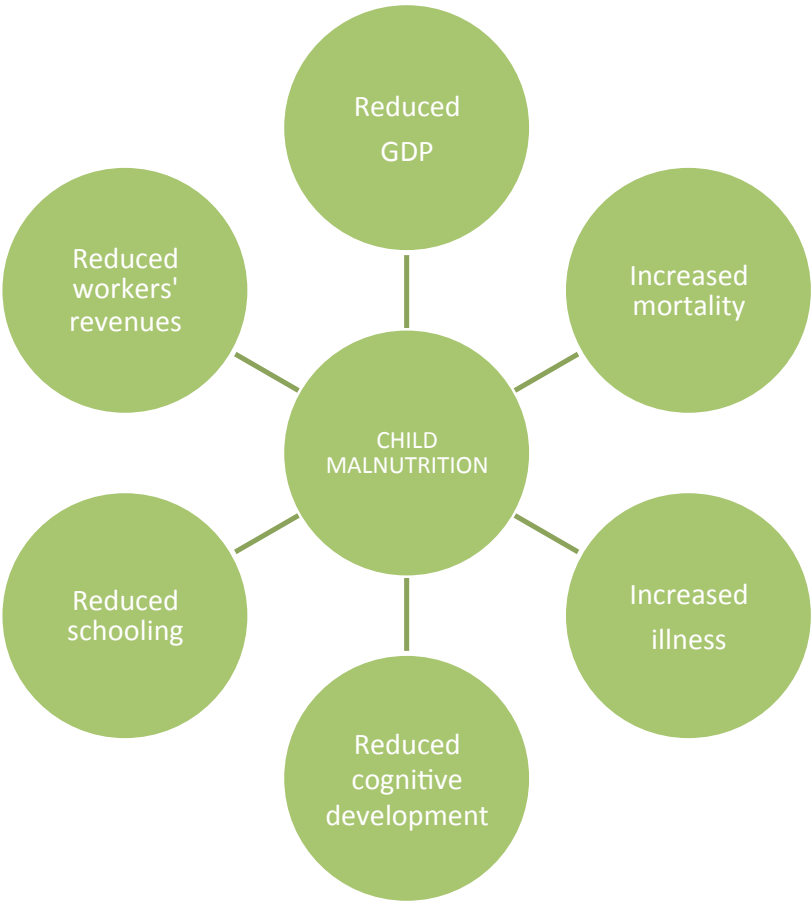 Reduced
GDP
Increased
mortality
Increased
illness
Reduced
cognitive
development
Reduced
schooling
Reduced
workers'
revenues
CHILD
MALNUTRITION